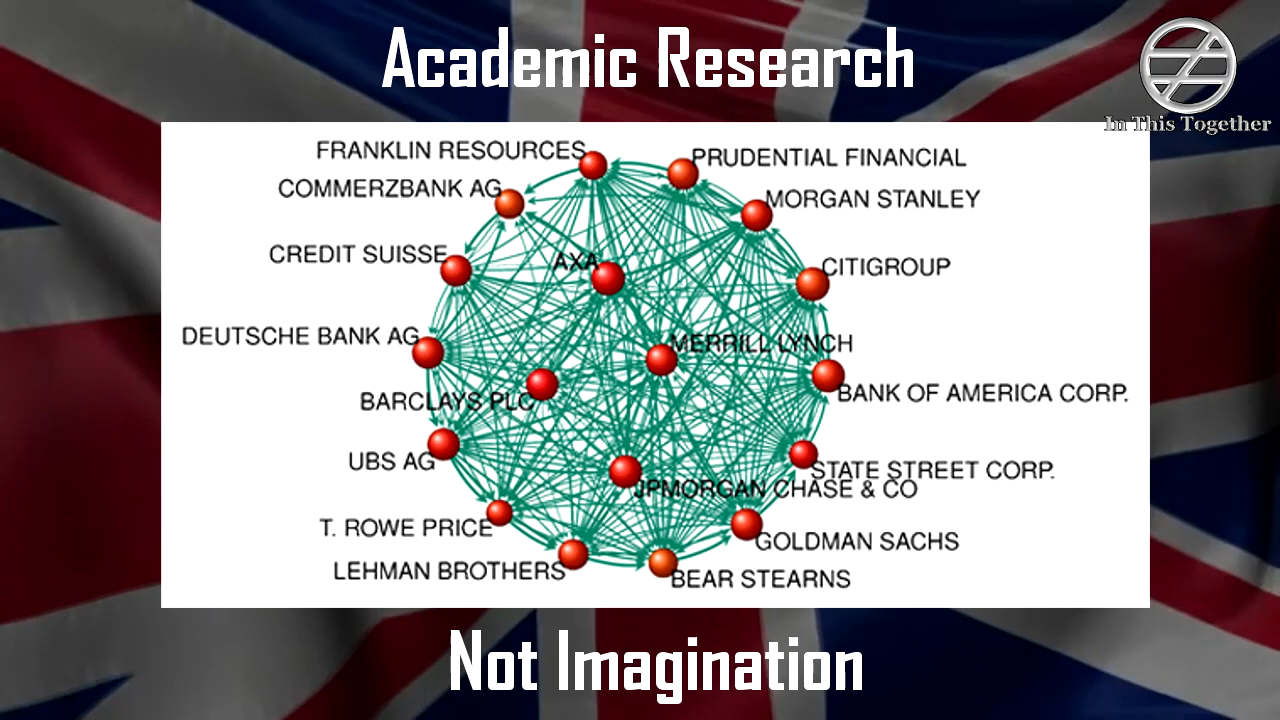 Academic Research
In This Together
FRANKLIN RESOURCES
PRUDENTIAL FINANCIAL
COMMERZBANK AG
MORGAN STANLEY
CREDIT SUISSE
AXA
CITIGROUP
DEUTSCHE BANK AG
MERRILL LYNCH
BARCLAYS PLC
BANK OF AMERICA CORP.
UBS AG
STATE STREET CORP.
JPMORGAN CHASE & CO
T. ROWE PRICE
GOLDMAN SACHS
LEHMAN BROTHERS
BEAR STEARNS
Not Imagination